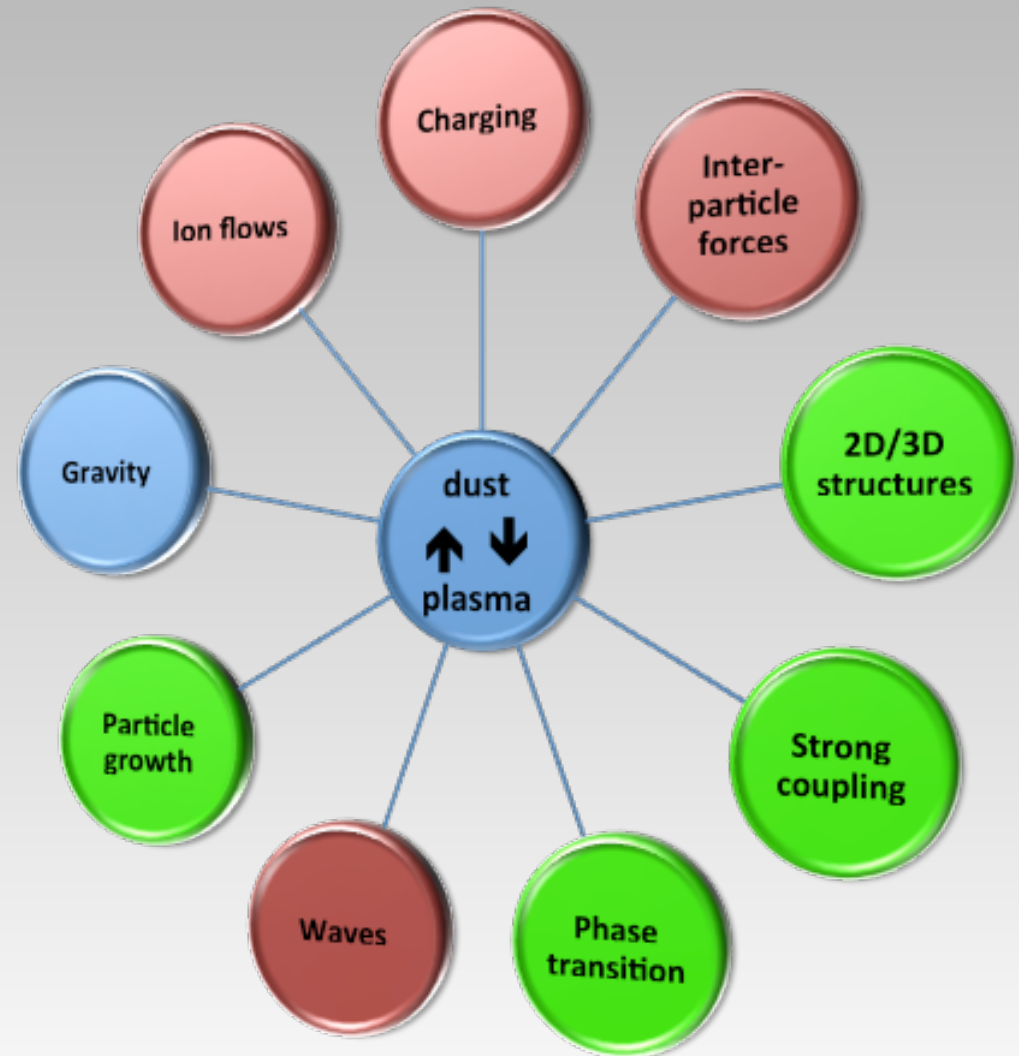 Charging
Inter-
particle
forces
2D/3D
structures
Strong
coupling
Phase
transition
Waves
Particle
growth
Gravity
Ion flows
dust
plasma